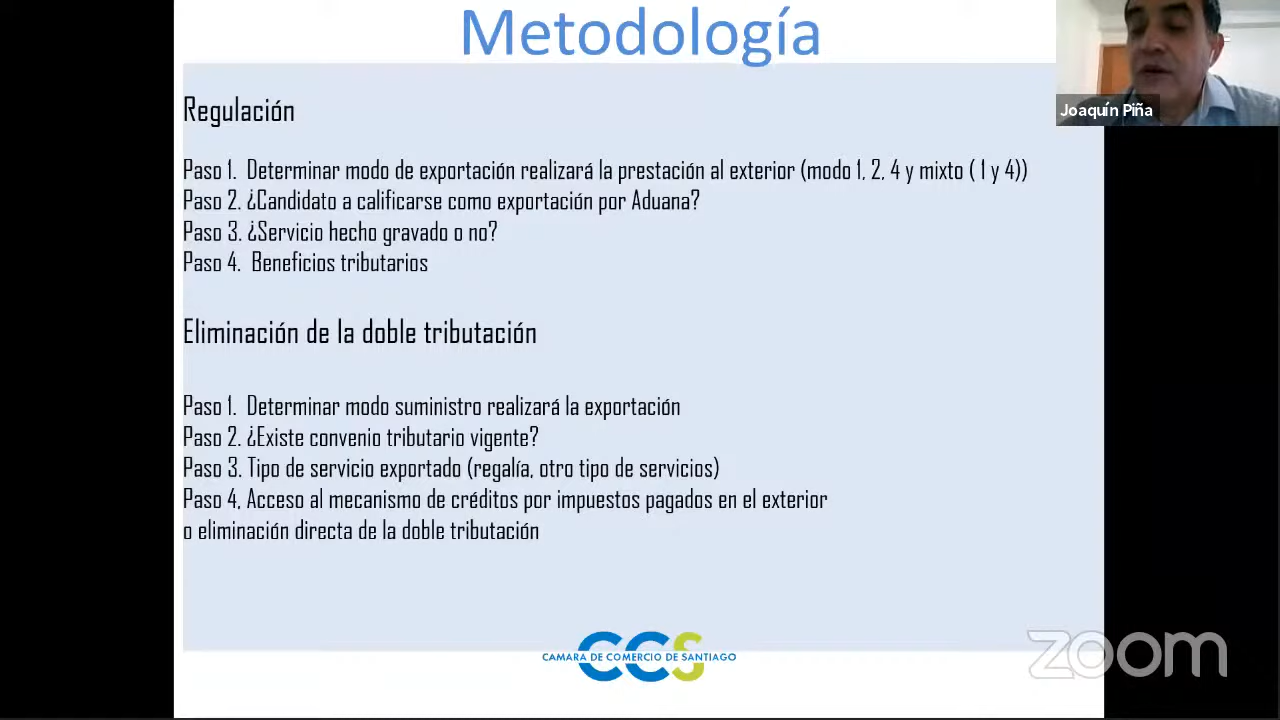 Metodología
Joaquín Piña
Regulación
Paso 1. Determinar modo de exportación realizará la prestación al exterior (modo 1, 2, 4 y mixto ( 1 y 4))
Paso 2. ¿Candidato a calificarse como exportación por Aduana?
Paso 3. ¿Servicio hecho gravado o no?
Paso 4. Beneficios tributarios
Eliminación de la doble tributación
Paso 1. Determinar modo suministro realizará la exportación
Paso 2. ¿Existe convenio tributario vigente?
Paso 3. Tipo de servicio exportado (regalía, otro tipo de servicios)
Paso 4, Acceso al mecanismo de créditos por impuestos pagados en el exterior
o eliminación directa de la doble tributación
CCS
CAMARA DE COMERCIO DE SANTIAGO
zoom